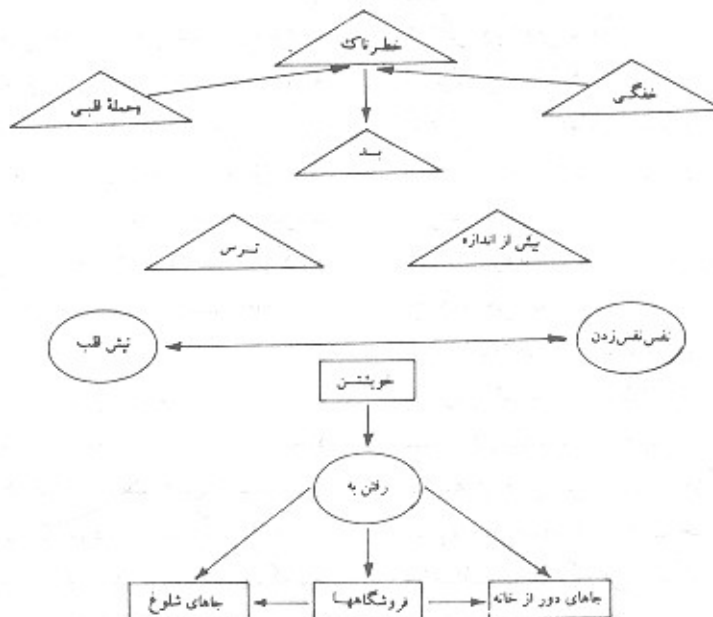 خطرناک
خفگی
وحملهٔ قلبی
بد
بیش از اندازه
ترس
نفس نفس زدن
تپش قلب
خویشتن
رفتن به
جاهای دور از خانه
فروشگاهها
جاهای شلوغ